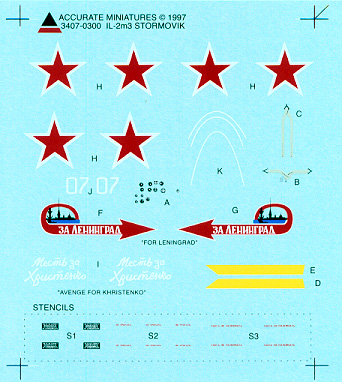 ACCURATE MINIATURES © 1997
3407-0300 IL-2m3 STORMOVIK
H
H
C
B
K
07 07
J
A
F
G
ЗА ЛЕНИНГРАД
ЗА ЛЕНИНГРАД
"FOR LENINGRAD"
Месть за
Христенко
I
Месть за
Христенко
"AVENGE FOR KHRISTENKO"
E
D
STENCILS
S1
S2
S3